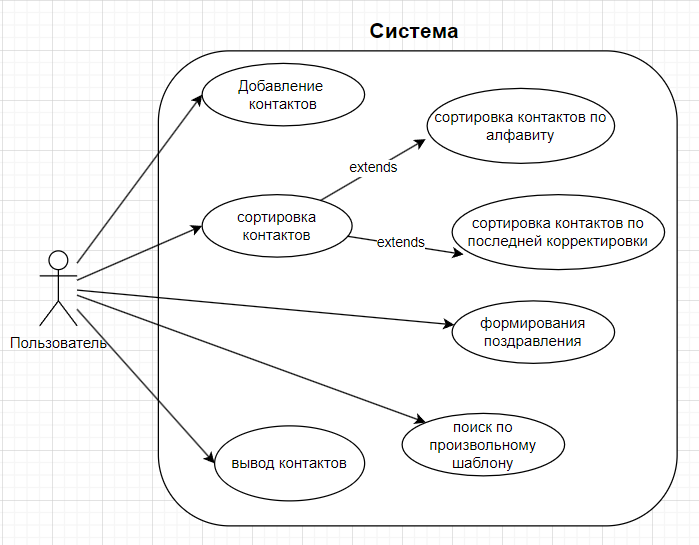 Система
Добавление
контактов
сортировка контактов по
алфавиту
extends
сортировка
контактов
extends
сортировка контактов по
последней корректировки
Пользователь
формирования
поздравления
поиск по
произвольному
шаблону
вывод контактов